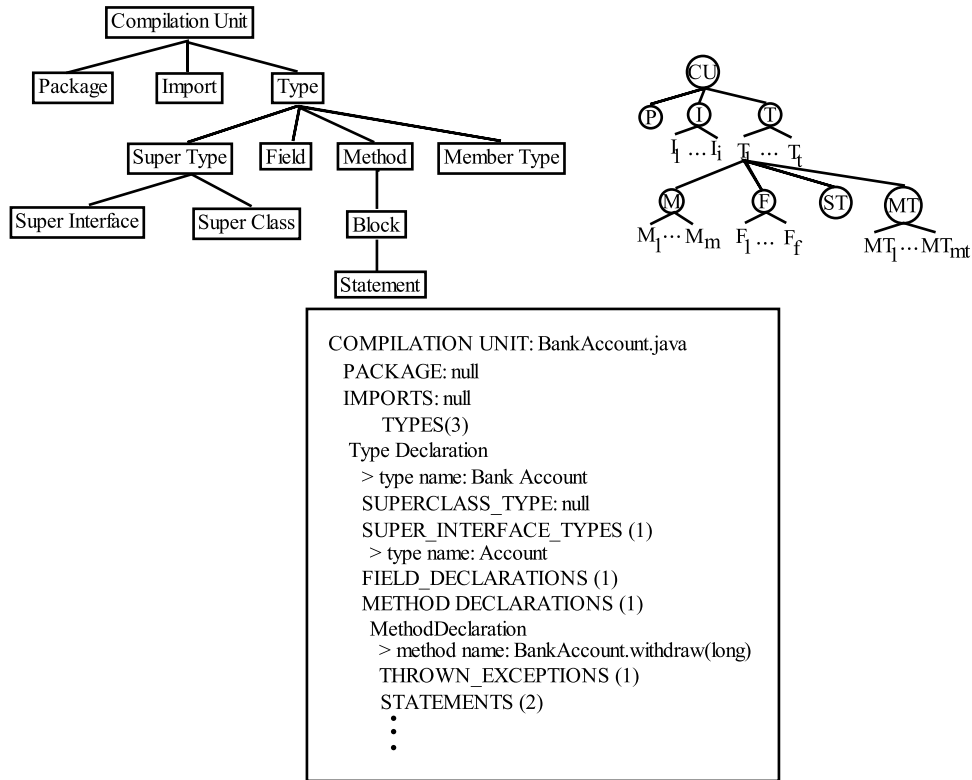 Compilation Unit
Package Import Type
Super Type Field Method Member Type
Super Interface Super Class Block
Statement
CU
P I T
I1 ... Ii T1 ... Tt
M F ST MT
M1 ... Mm F1 ... Ff MT1 ... MTmt
COMPILATION UNIT: BankAccount.java
PACKAGE: null
IMPORTS: null
TYPES(3)
Type Declaration
> type name: Bank Account
SUPERCLASS_TYPE: null
SUPER_INTERFACE_TYPES (1)
> type name: Account
FIELD_DECLARATIONS (1)
METHOD DECLARATIONS (1)
MethodDeclaration
> method name: BankAccount.withdraw(long)
THROWN_EXCEPTIONS (1)
STATEMENTS (2)